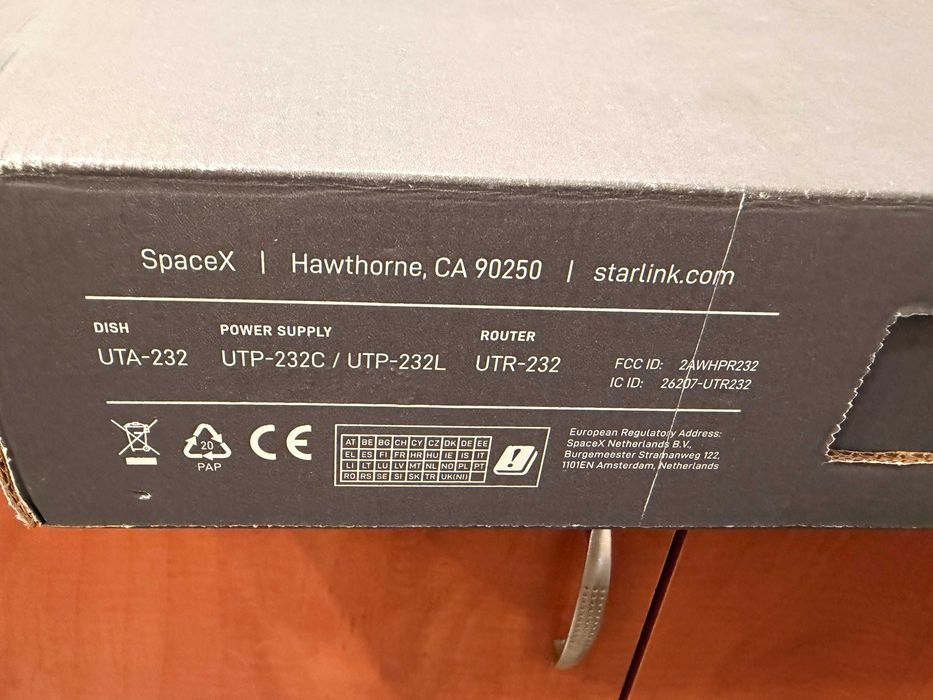 SpaceX | Hawthorne, CA 90250 | starlink.com
DISH POWER SUPPLY ROUTER
UTA-232 UTP-232C / UTP-232L UTR-232
FCC ID: 2AWHPR232
IC ID: 26207-UTR232
20
PAP
CE
AT BE BG CH CY CZ DK DE EE
EL ES FI FR HR HU IE IS IT
LI LT LU LV MT NL NO PL PT
RO RS SE SI SK TR UK(NI)
European Regulatory Address:
SpaceX Netherlands B.V.,
Burgemeester Stramanweg 122,
1101EN Amsterdam, Netherlands